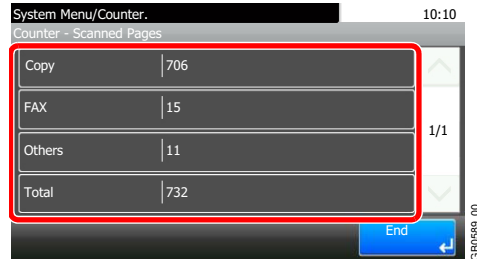 System Menu/Counter.
10:10
Counter - Scanned Pages
Copy 706
FAX 15
1/1
Others 11
Total 732
End
GB0589_00